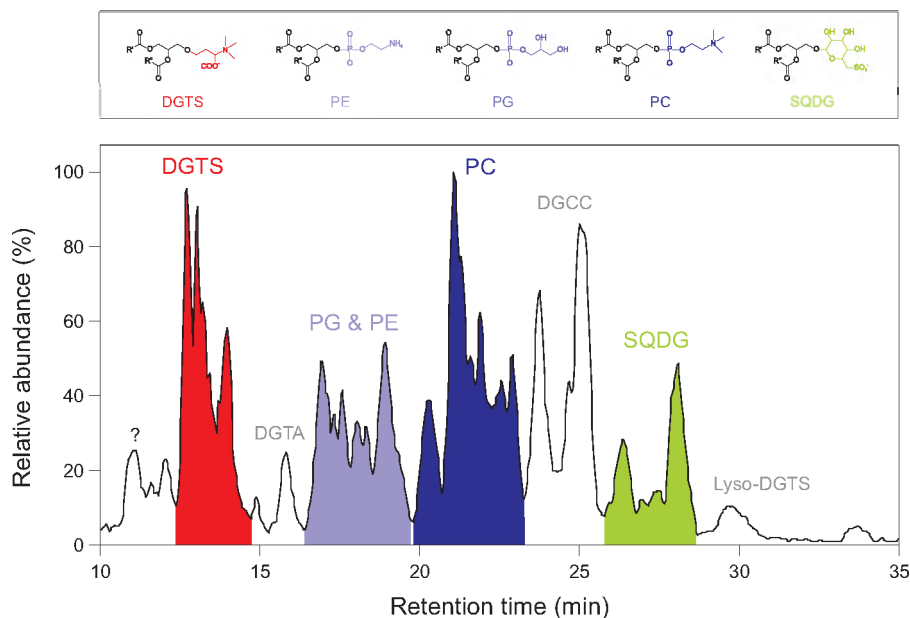 DGTS
PE
PG
PC
SQDG
DGTS
PC
DGCC
PG & PE
SQDG
?
DGTA
Lyso-DGTS
Relative abundance (%)
100
80
60
40
20
0
10 15 20 25 30 35
Retention time (min)